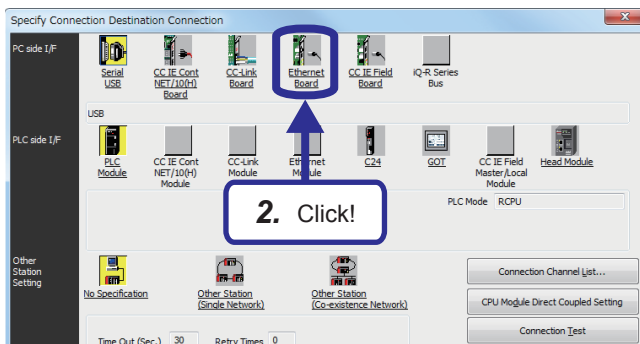 Specify Connection Destination Connection
PC side I/F
Serial
USB
CC IE Cont
NET/10(H)
Board
CC-Link
Board
Ethernet
Board
CC IE Field
Board
iQ-R Series
Bus
USB
PLC side I/F
PLC
Module
CC IE Cont
NET/10(H)
Module
CC-Link
Module
Ethernet
Module
C24
GOT
CC IE Field
Master/Local
Module
Head Module
PLC Mode RCPU
2. Click!
Other
Station
Setting
No Specification
Other Station
(Single Network)
Other Station
(Co-existence Network)
Connection Channel List...
CPU Module Direct Coupled Setting
Connection Test
Time Out (Sec.) 30 Retry Times 0